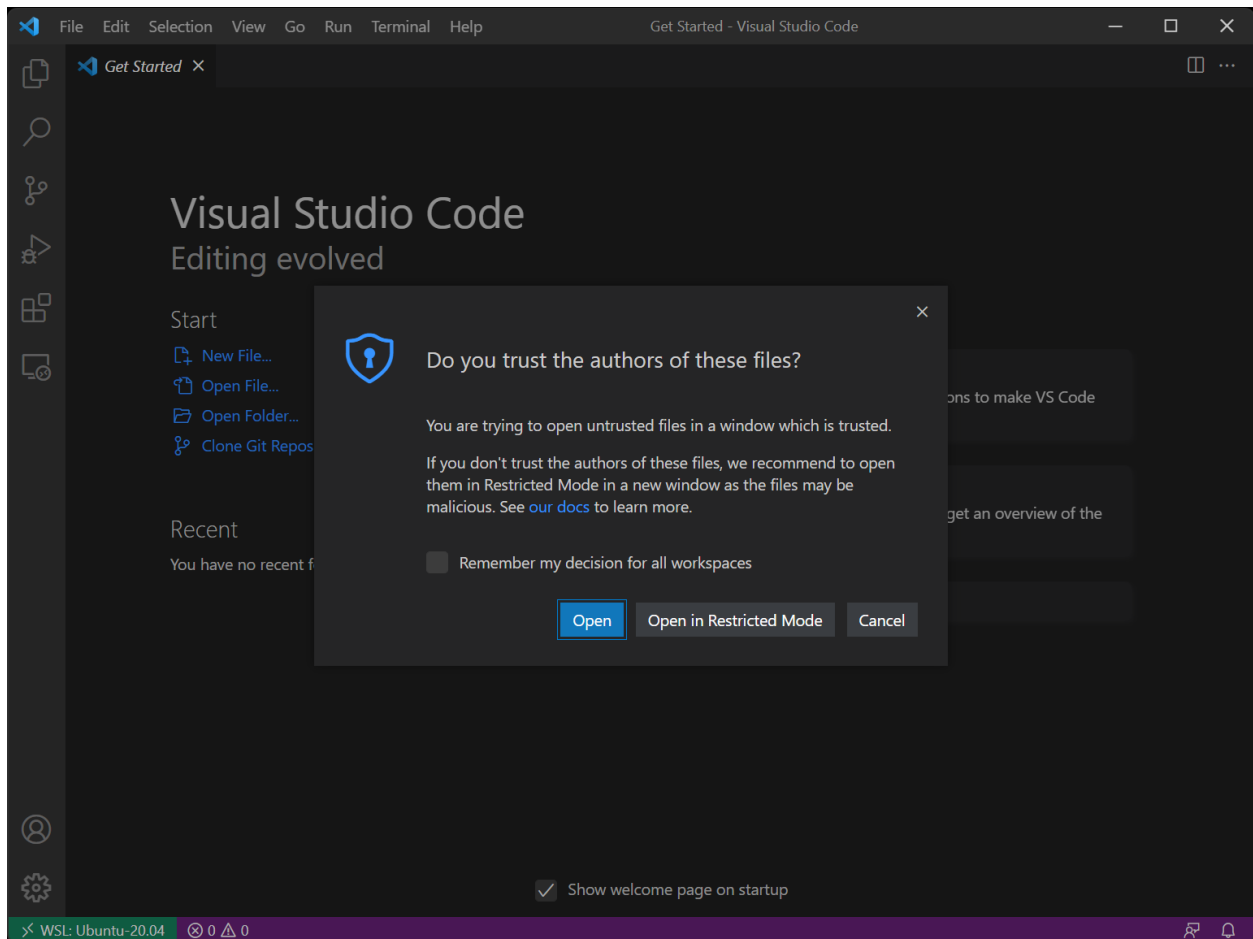 File Edit Selection View Go Run Terminal Help Get Started - Visual Studio Code
Get Started
Visual Studio Code
Editing evolved
Start
New File...
Open File...
Open Folder...
Clone Git Repos
Recent
You have no recent f
Do you trust the authors of these files?
You are trying to open untrusted files in a window which is trusted.
If you don't trust the authors of these files, we recommend to open
them in Restricted Mode in a new window as the files may be
malicious. See our docs to learn more.
Remember my decision for all workspaces
Open Open in Restricted Mode Cancel
ons to make VS Code
get an overview of the
Show welcome page on startup
WSL: Ubuntu-20.04 0 0